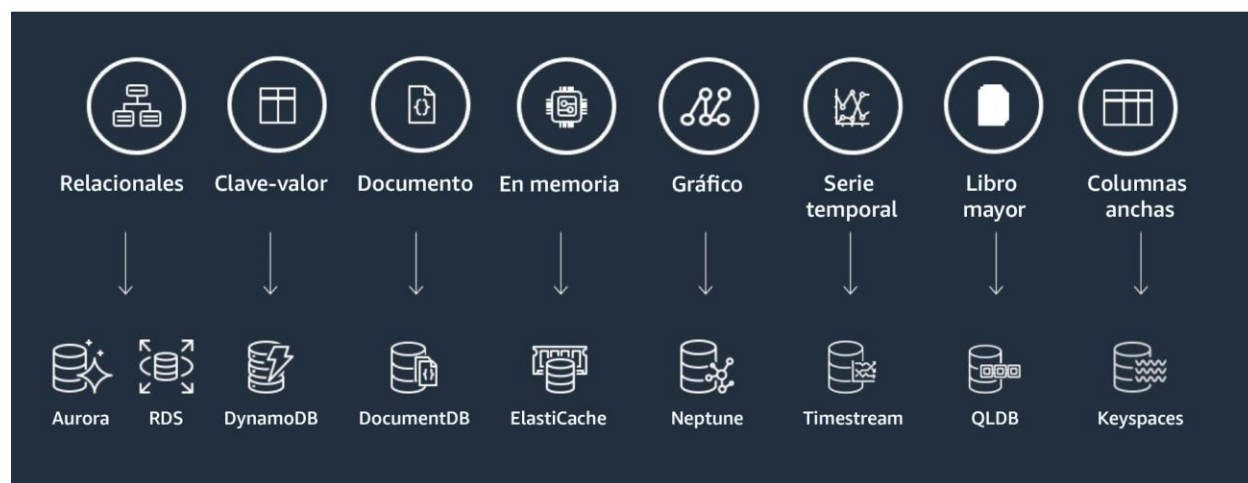 Relacionales
Clave-valor
Documento
En memoria
Gráfico
Serie
temporal
Libro
mayor
Columnas
anchas
Aurora
RDS
DynamoDB
DocumentDB
ElastiCache
Neptune
Timestream
QLDB
Keyspaces